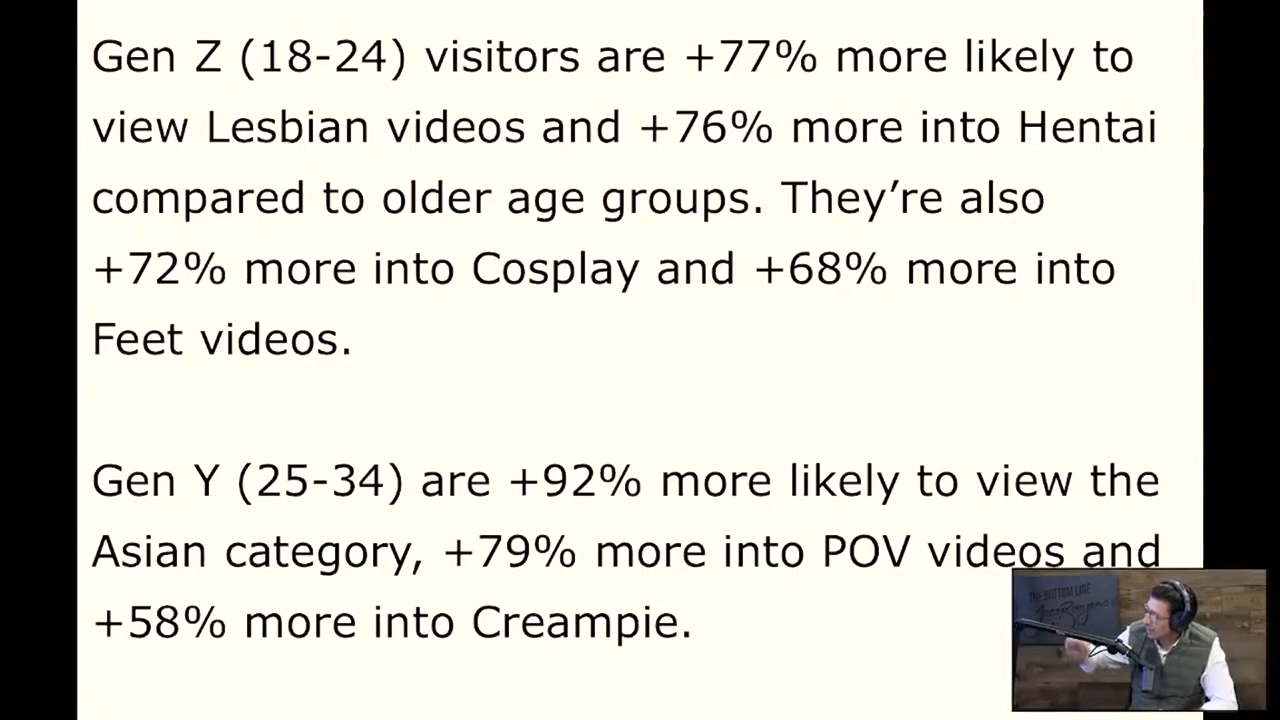 Gen Z (18-24) visitors are +77% more likely to
view Lesbian videos and +76% more into Hentai
compared to older age groups. They’re also
+72% more into Cosplay and +68% more into
Feet videos.
Gen Y (25-34) are +92% more likely to view the
Asian category, +79% more into POV videos and
+58% more into Creampie.
THE BOTTOM LINE